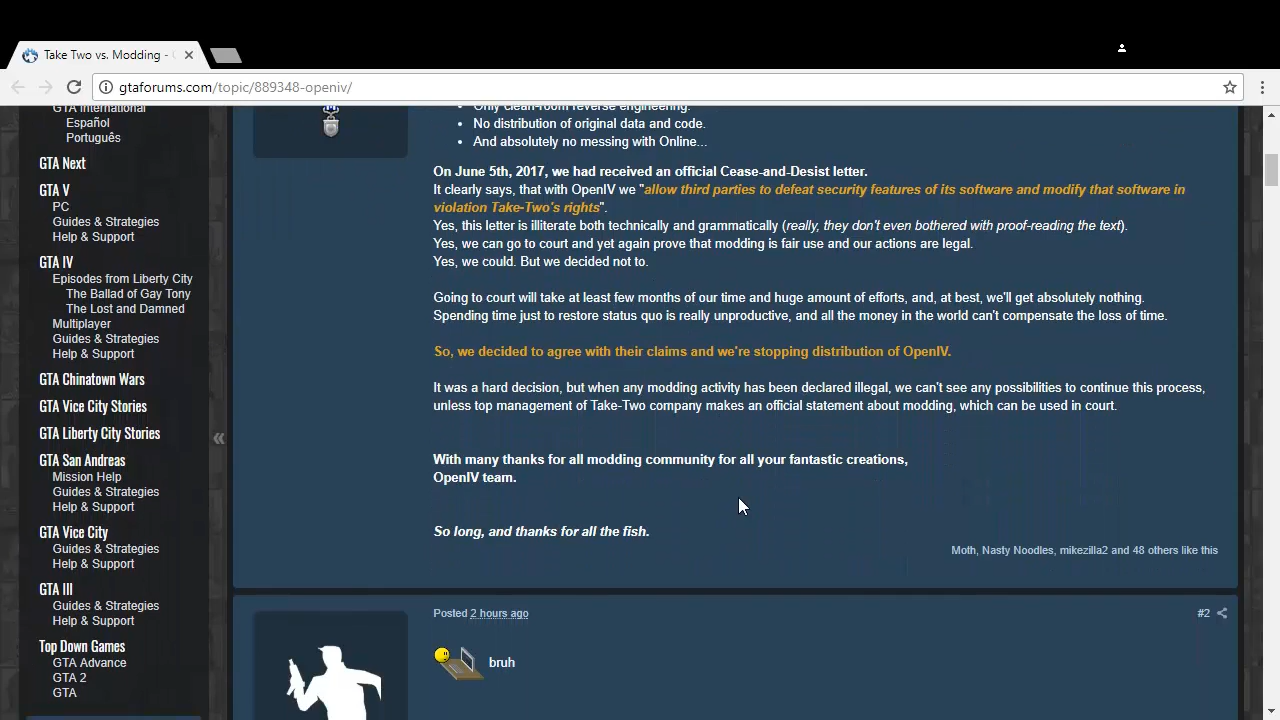 Take Two vs. Modding -
gtaforums.com/topic/889348-openiv/
GTA International
Español
Português
GTA Next
GTA V
PC
Guides & Strategies
Help & Support
GTA IV
Episodes from Liberty City
The Ballad of Gay Tony
The Lost and Damned
Multiplayer
Guides & Strategies
Help & Support
GTA Chinatown Wars
GTA Vice City Stories
GTA Liberty City Stories
GTA San Andreas
Mission Help
Guides & Strategies
Help & Support
GTA Vice City
Guides & Strategies
Help & Support
GTA III
Guides & Strategies
Help & Support
Top Down Games
GTA Advance
GTA 2
GTA
«
• Only clean-room reverse engineering.
• No distribution of original data and code.
• And absolutely no messing with Online...
On June 5th, 2017, we had received an official Cease-and-Desist letter.
It clearly says, that with OpenIV we "allow third parties to defeat security features of its software and modify that software in
violation Take-Two's rights".
Yes, this letter is illiterate both technically and grammatically (really, they don't even bothered with proof-reading the text).
Yes, we can go to court and yet again prove that modding is fair use and our actions are legal.
Yes, we could. But we decided not to.
Going to court will take at least few months of our time and huge amount of efforts, and, at best, we'll get absolutely nothing.
Spending time just to restore status quo is really unproductive, and all the money in the world can't compensate the loss of time.
So, we decided to agree with their claims and we're stopping distribution of OpenIV.
It was a hard decision, but when any modding activity has been declared illegal, we can't see any possibilities to continue this process,
unless top management of Take-Two company makes an official statement about modding, which can be used in court.
With many thanks for all modding community for all your fantastic creations,
OpenIV team.
So long, and thanks for all the fish.
Moth, Nasty Noodles, mikezilla2 and 48 others like this
Posted 2 hours ago
#2
bruh